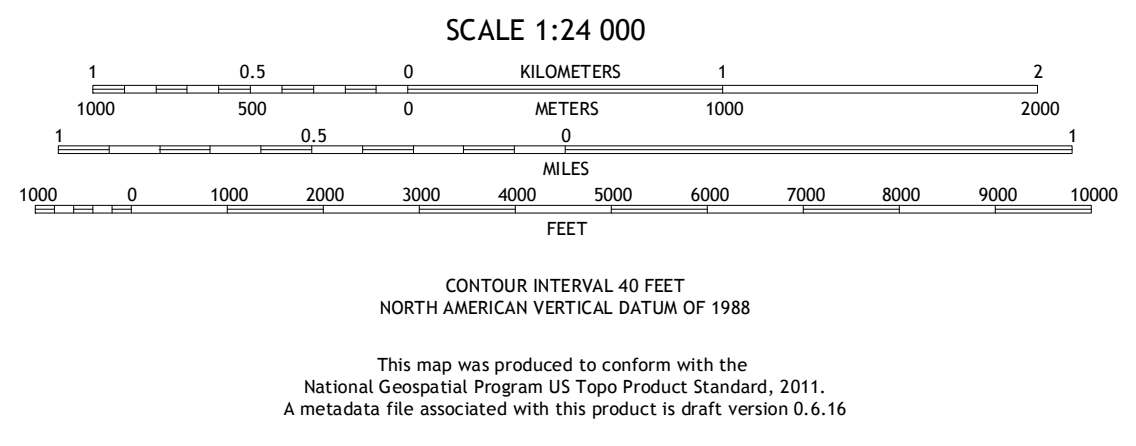 SCALE 1:24 000
1 0.5 0 KILOMETERS 1 2
1000 500 0 METERS 1000 2000
1 0.5 0 1
MILES
1000 0 1000 2000 3000 4000 5000 6000 7000 8000 9000 10000
FEET
CONTOUR INTERVAL 40 FEET
NORTH AMERICAN VERTICAL DATUM OF 1988
This map was produced to conform with the
National Geospatial Program US Topo Product Standard, 2011.
A metadata file associated with this product is draft version 0.6.16